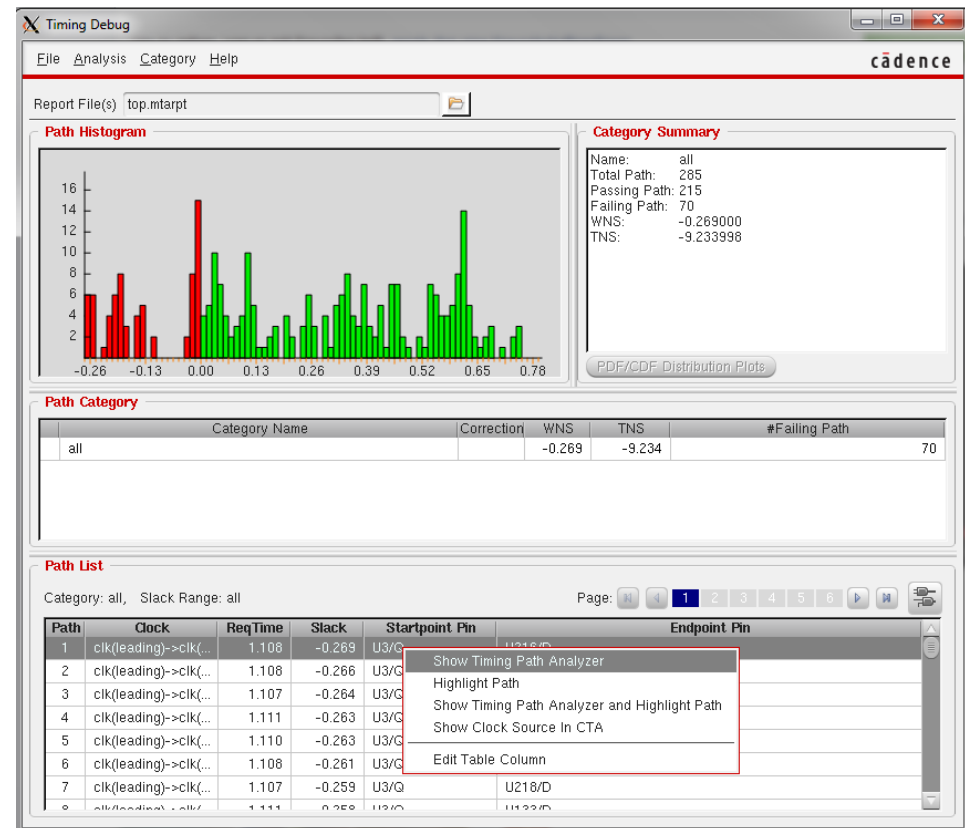 Timing Debug
File Analysis Category Help
cādence
Report File(s) top.mtarpt
Path Histogram
16
14
12
10
8
6
4
2
-0.26 -0.13 0.00 0.13 0.26 0.39 0.52 0.65 0.78
Category Summary
Name: all
Total Path: 285
Passing Path: 215
Failing Path: 70
WNS: -0.269000
TNS: -9.233998
PDF/CDF Distribution Plots
Path Category
Category Name Correction WNS TNS #Failing Path
all -0.269 -9.234 70
Path List
Category: all, Slack Range: all
Page: 1 2 3 4 5 6
Path Clock ReqTime Slack Startpoint Pin Endpoint Pin
1 clk(leading)->clk(... 1.108 -0.269 U3/Q
2 clk(leading)->clk(... 1.108 -0.266 U3/Q
3 clk(leading)->clk(... 1.107 -0.264 U3/Q
4 clk(leading)->clk(... 1.111 -0.263 U3/Q
5 clk(leading)->clk(... 1.110 -0.263 U3/Q
6 clk(leading)->clk(... 1.108 -0.261 U3/Q
7 clk(leading)->clk(... 1.107 -0.259 U3/Q U218/D
Show Timing Path Analyzer
Highlight Path
Show Timing Path Analyzer and Highlight Path
Show Clock Source In CTA
Edit Table Column